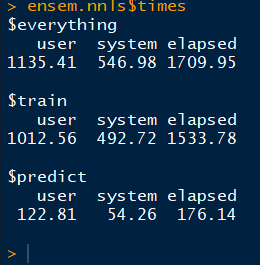 > ensem.nnls$times
$everything
   user  system elapsed
1135.41  546.98 1709.95
$train
   user  system elapsed
1012.56  492.72 1533.78
$predict
   user  system elapsed
 122.81   54.26  176.14
>